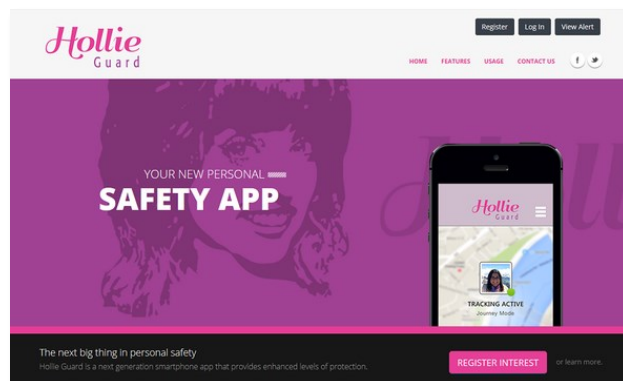 Register Log In View Alert
Hollie
Guard
HOME FEATURES USAGE CONTACT US
YOUR NEW PERSONAL
SAFETY APP
Hollie
Guard
TRACKING ACTIVE
Journey Mode
The next big thing in personal safety
Hollie Guard is a next generation smartphone app that provides enhanced levels of protection.
REGISTER INTEREST or learn more.